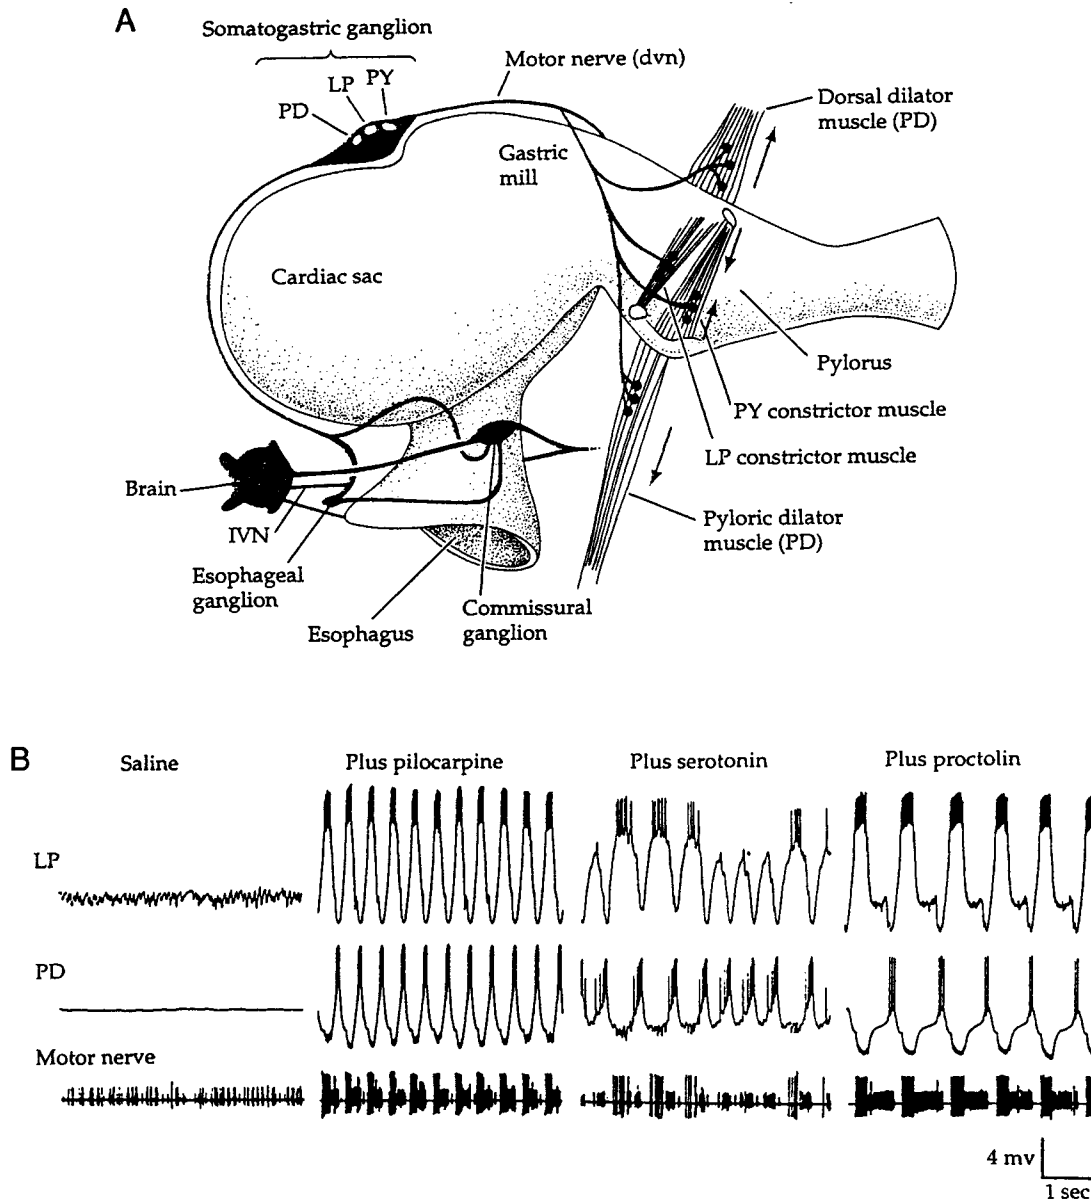 A
Somatogastric ganglion
LP PY
PD
Motor nerve (dvn)
Dorsal dilator
muscle (PD)
Gastric
mill
Cardiac sac
Pylorus
PY constrictor muscle
LP constrictor muscle
Brain
Pyloric dilator
muscle (PD)
IVN
Esophageal
ganglion
Commissural
ganglion
Esophagus
B
Saline
Plus pilocarpine
Plus serotonin
Plus proctolin
LP
PD
Motor nerve
4 mv
1 sec